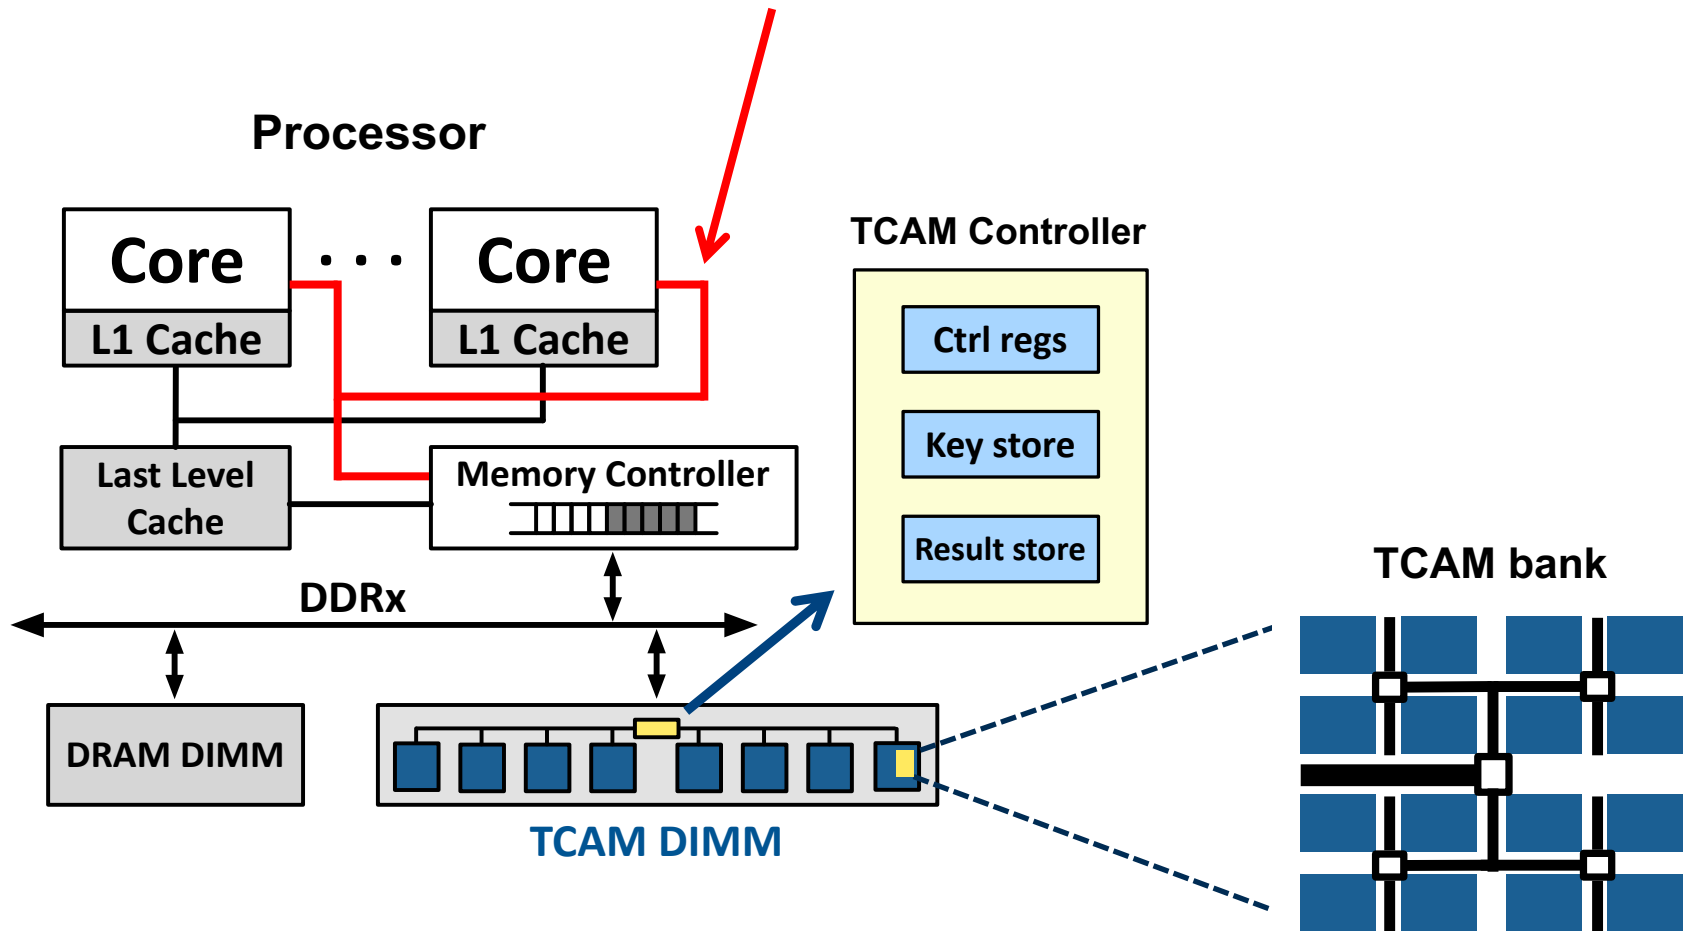 Processor
Core
. . .
Core
L1 Cache
L1 Cache
TCAM Controller
Ctrl regs
Key store
Result store
Last Level
Cache
Memory Controller
DDRx
TCAM bank
DRAM DIMM
TCAM DIMM